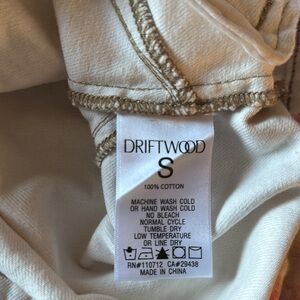 DRIFTWOOD
S
100% COTTON
MACHINE WASH COLD
OR HAND WASH COLD
NO BLEACH
NORMAL CYCLE
TUMBLE DRY
LOW TEMPERATURE
OR LINE DRY
RN#110712 CA#29438
MADE IN CHINA